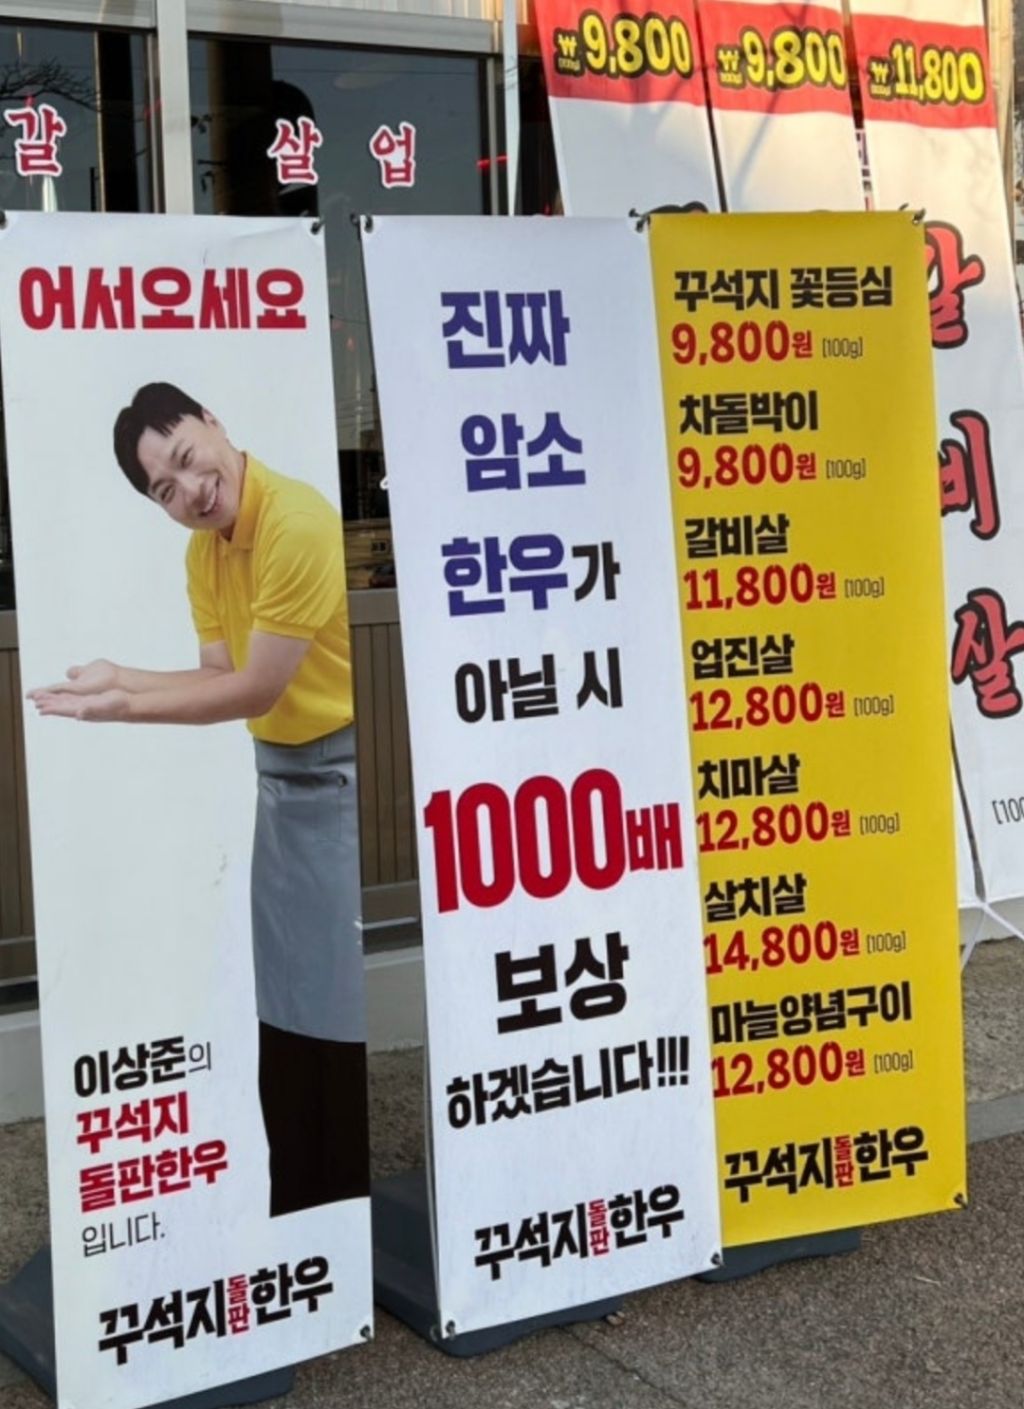 ₩9,800
₩9,800
₩11,800
갈
살
업
어서오세요
이상준의
꾸석지
돌판한우
입니다.
꾸석지돌판한우
진짜
암소
한우가
아닐 시
1000배
보상
하겠습니다!!!
꾸석지돌판한우
꾸석지 꽃등심
9,800원 [100g]
차돌박이
9,800원 [100g]
갈비살
11,800원 [100g]
업진살
12,800원 [100g]
치마살
12,800원 [100g]
살치살
14,800원 [100g]
마늘양념구이
12,800원 [100g]
꾸석지돌판한우
비
살